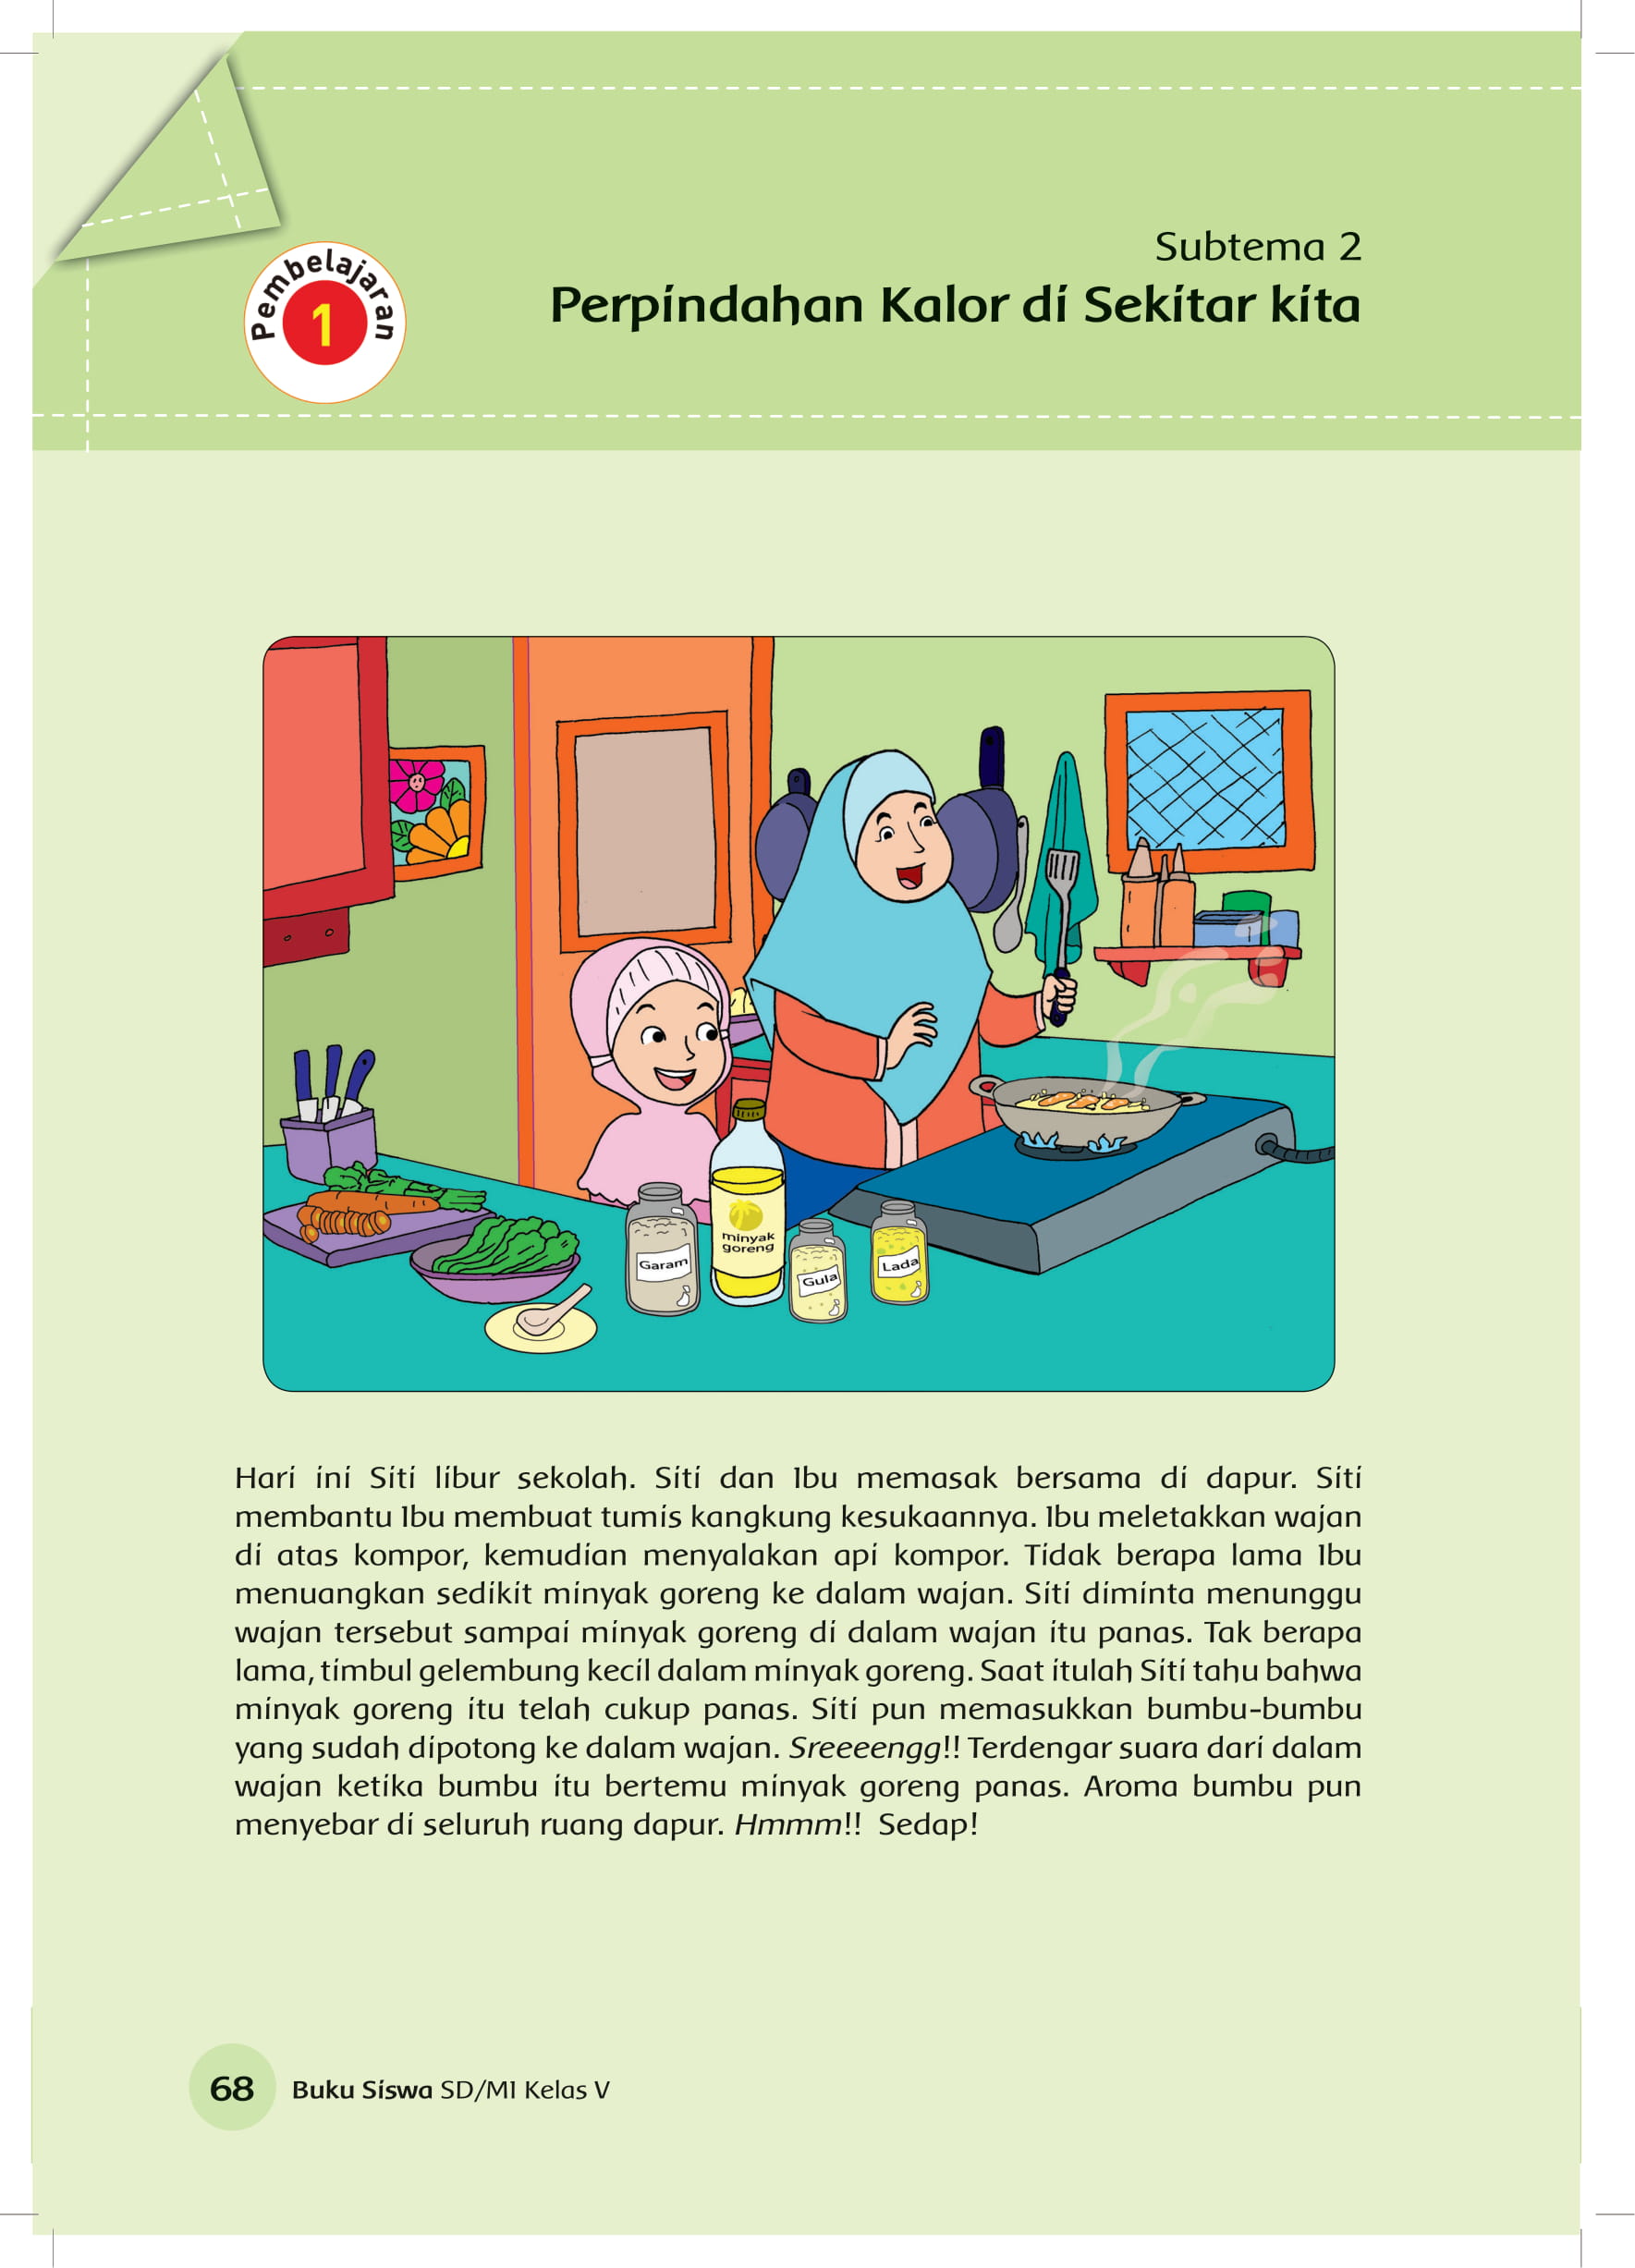 Subtema 2
Pembelajaran
1
Perpindahan Kalor di Sekitar kita
minyak
goreng
Garam
Gula
Lada
Hari ini Siti libur sekolah. Siti dan Ibu memasak bersama di dapur. Siti
membantu Ibu membuat tumis kangkung kesukaannya. Ibu meletakkan wajan
di atas kompor, kemudian menyalakan api kompor. Tidak berapa lama Ibu
menuangkan sedikit minyak goreng ke dalam wajan. Siti diminta menunggu
wajan tersebut sampai minyak goreng di dalam wajan itu panas. Tak berapa
lama, timbul gelembung kecil dalam minyak goreng. Saat itulah Siti tahu bahwa
minyak goreng itu telah cukup panas. Siti pun memasukkan bumbu-bumbu
yang sudah dipotong ke dalam wajan. Sreeeengg!! Terdengar suara dari dalam
wajan ketika bumbu itu bertemu minyak goreng panas. Aroma bumbu pun
menyebar di seluruh ruang dapur. Hmmm!! Sedap!
68 Buku Siswa SD/MI Kelas V